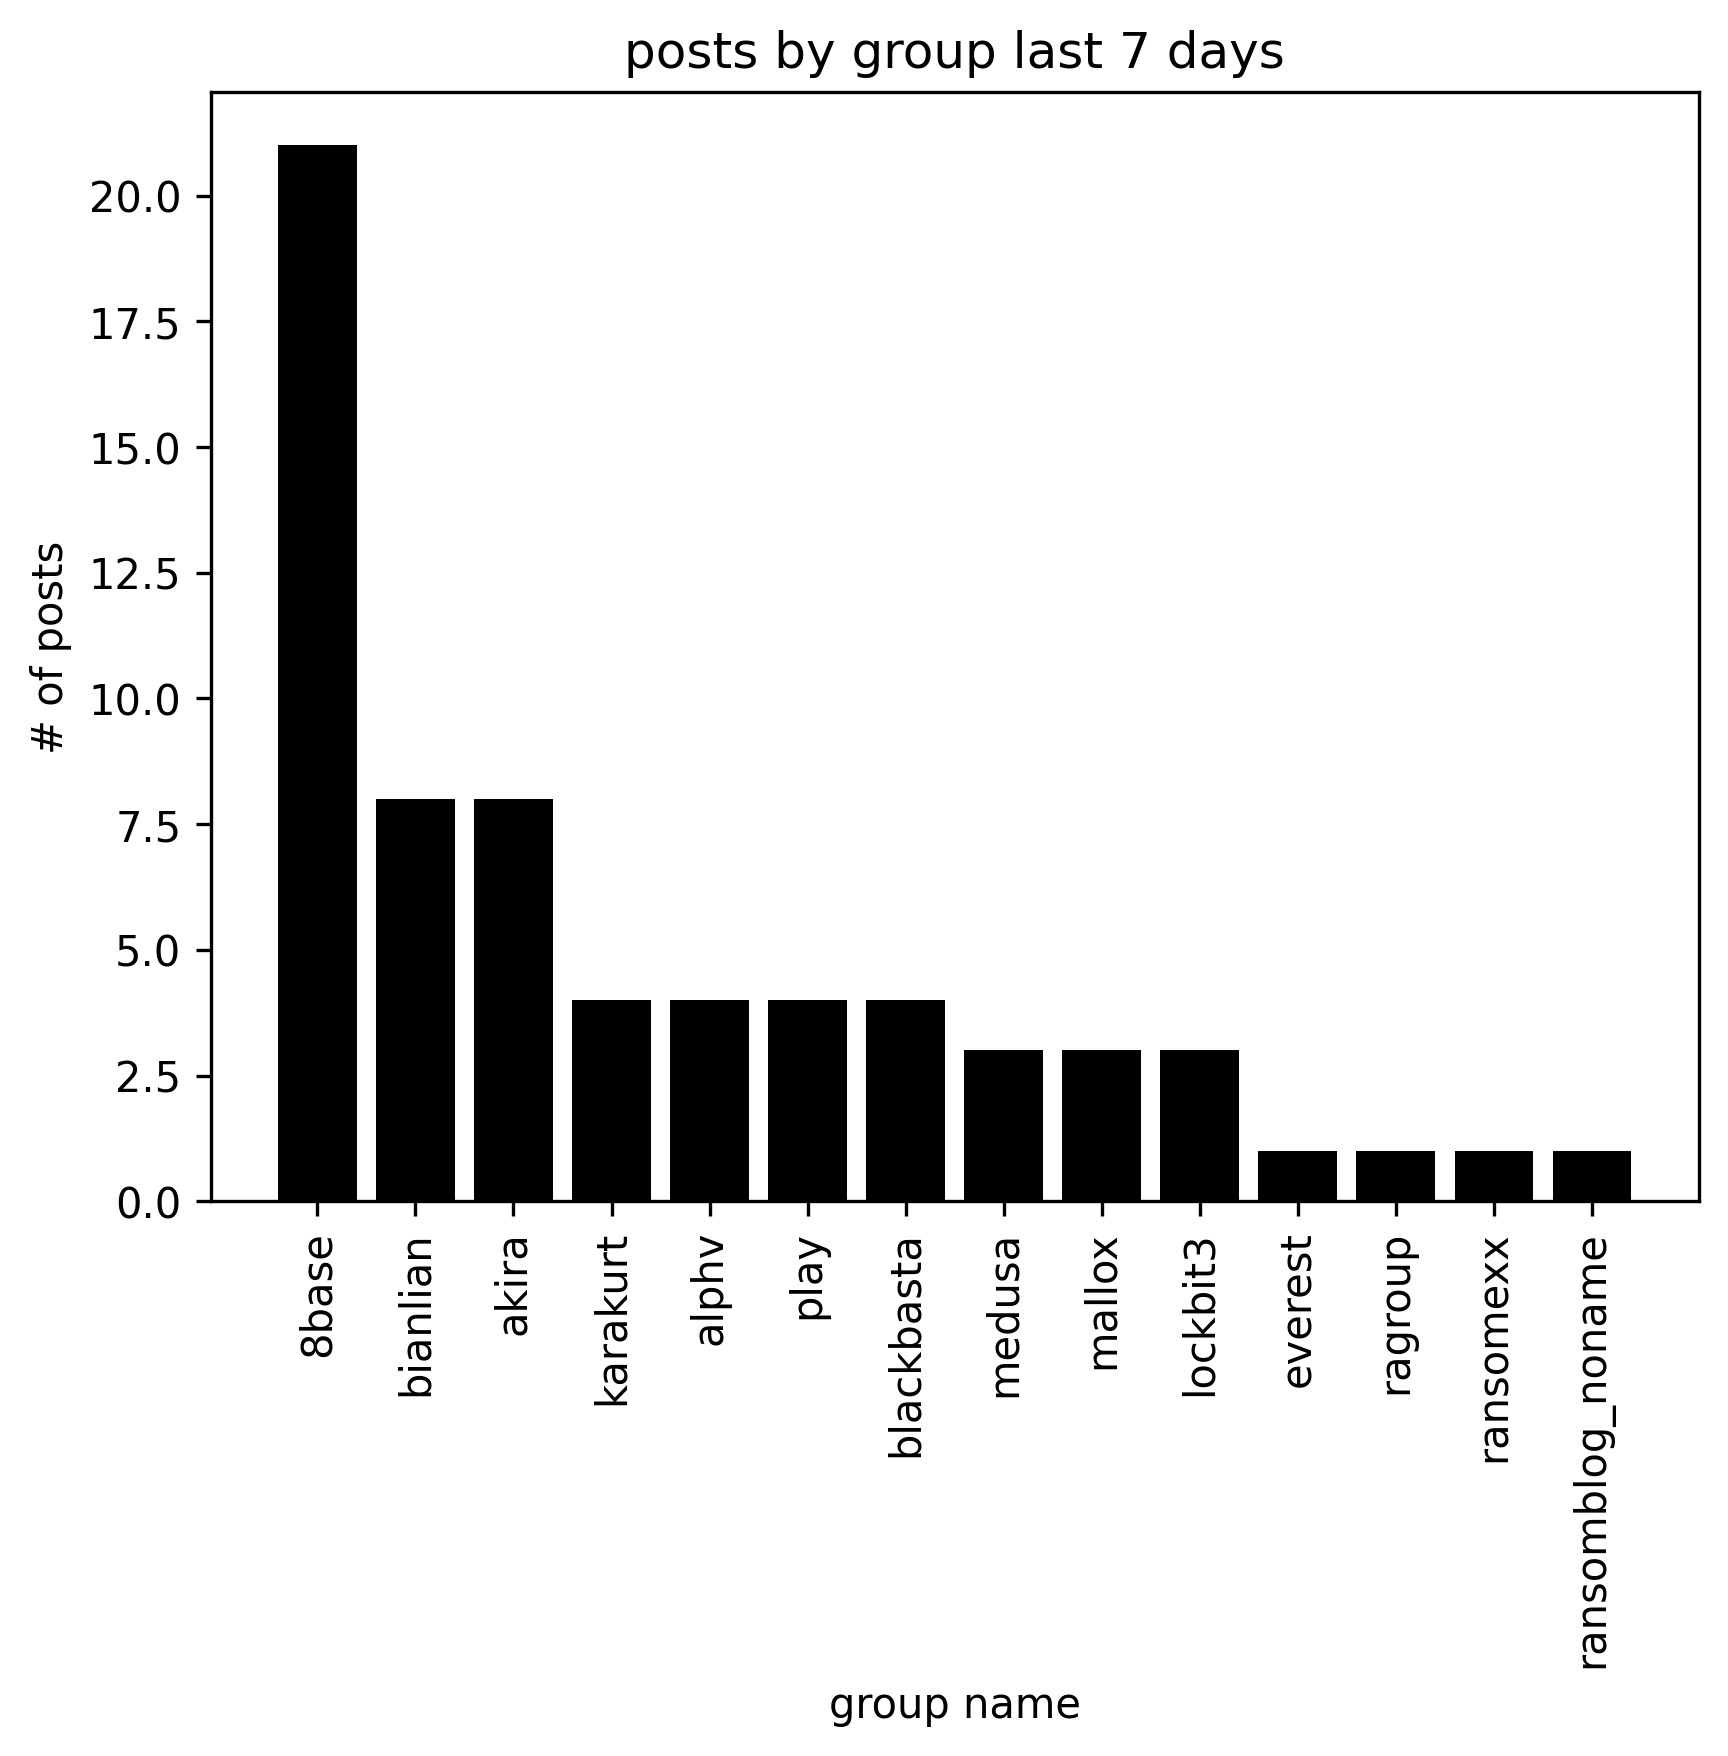 posts by group last 7 days
# of posts
20.0
17.5
15.0
12.5
10.0
7.5
5.0
2.5
0.0
8base
bianlian
akira
karakurt
alphv
play
blackbasta
medusa
mallox
lockbit3
everest
ragroup
ransomexx
ransomblog_noname
group name